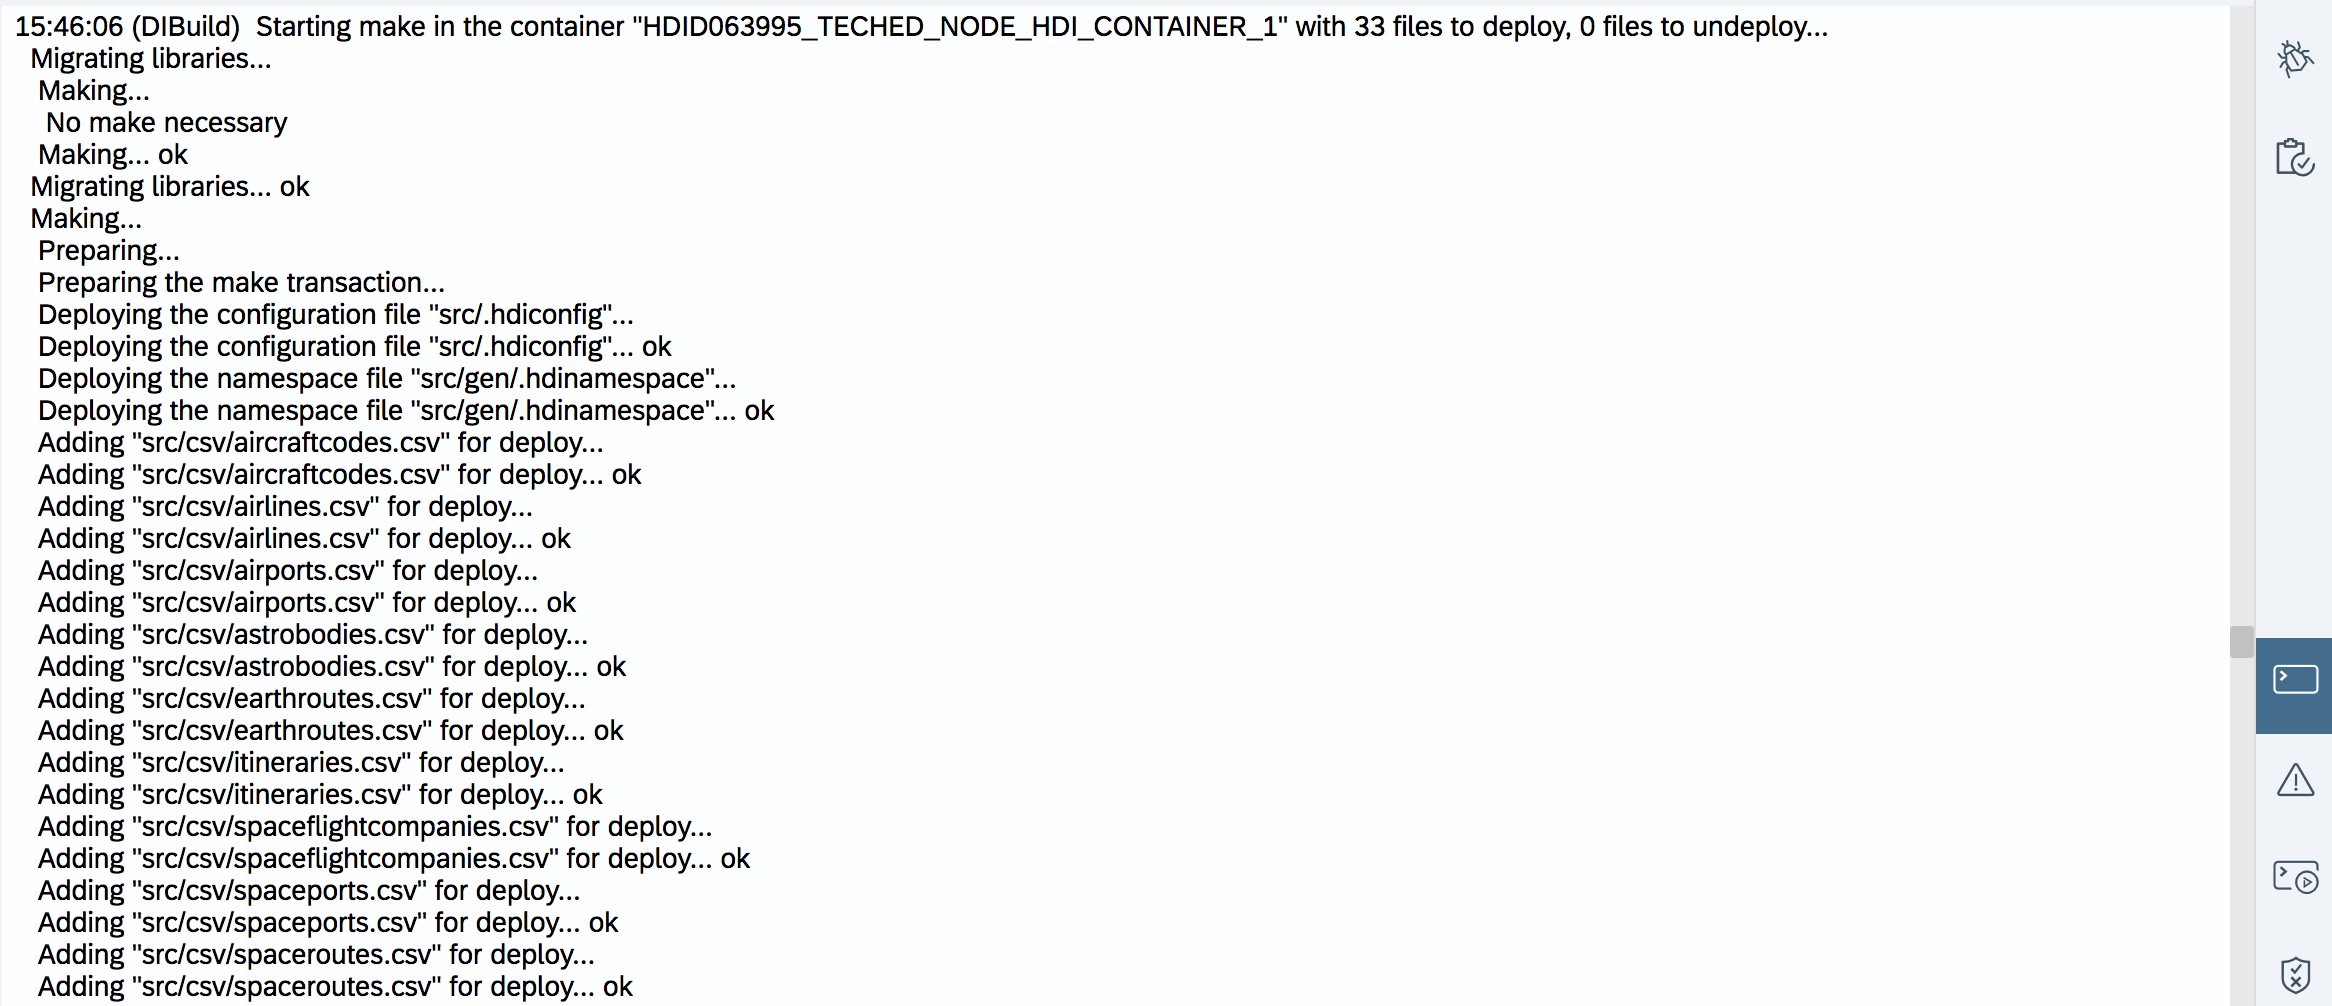 15:46:06 (DIBuild)  Starting make in the container "HDID063995_TECHED_NODE_HDI_CONTAINER_1" with 33 files to deploy, 0 files to undeploy...
Migrating libraries...
Making...
No make necessary
Making... ok
Migrating libraries... ok
Making...
Preparing...
Preparing the make transaction...
Deploying the configuration file "src/.hdiconfig"...
Deploying the configuration file "src/.hdiconfig"... ok
Deploying the namespace file "src/gen/.hdinamespace"...
Deploying the namespace file "src/gen/.hdinamespace"... ok
Adding "src/csv/aircraftcodes.csv" for deploy...
Adding "src/csv/aircraftcodes.csv" for deploy... ok
Adding "src/csv/airlines.csv" for deploy...
Adding "src/csv/airlines.csv" for deploy... ok
Adding "src/csv/airports.csv" for deploy...
Adding "src/csv/airports.csv" for deploy... ok
Adding "src/csv/astrobodies.csv" for deploy...
Adding "src/csv/astrobodies.csv" for deploy... ok
Adding "src/csv/earthroutes.csv" for deploy...
Adding "src/csv/earthroutes.csv" for deploy... ok
Adding "src/csv/itineraries.csv" for deploy...
Adding "src/csv/itineraries.csv" for deploy... ok
Adding "src/csv/spaceflightcompanies.csv" for deploy...
Adding "src/csv/spaceflightcompanies.csv" for deploy... ok
Adding "src/csv/spaceports.csv" for deploy...
Adding "src/csv/spaceports.csv" for deploy... ok
Adding "src/csv/spaceroutes.csv" for deploy...
Adding "src/csv/spaceroutes.csv" for deploy... ok